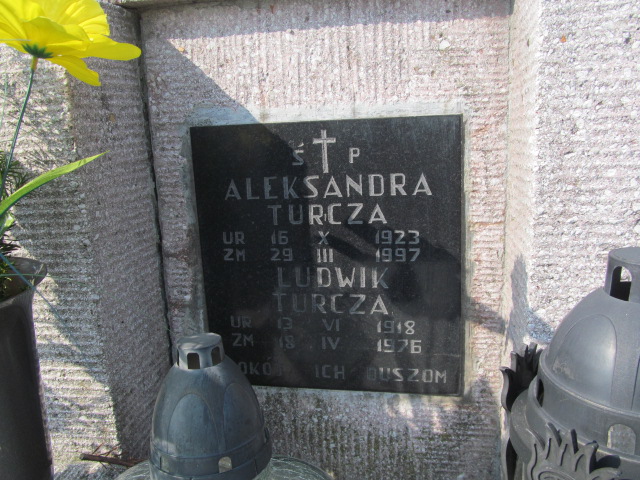 Ś P
ALEKSANDRA
TURCZA
UR 16 X 1923
ZM 29 III 1997
LUDWIK
TURCZA
UR 13 VI 1918
ZM 18 IV 1976
ICH DUSZOM